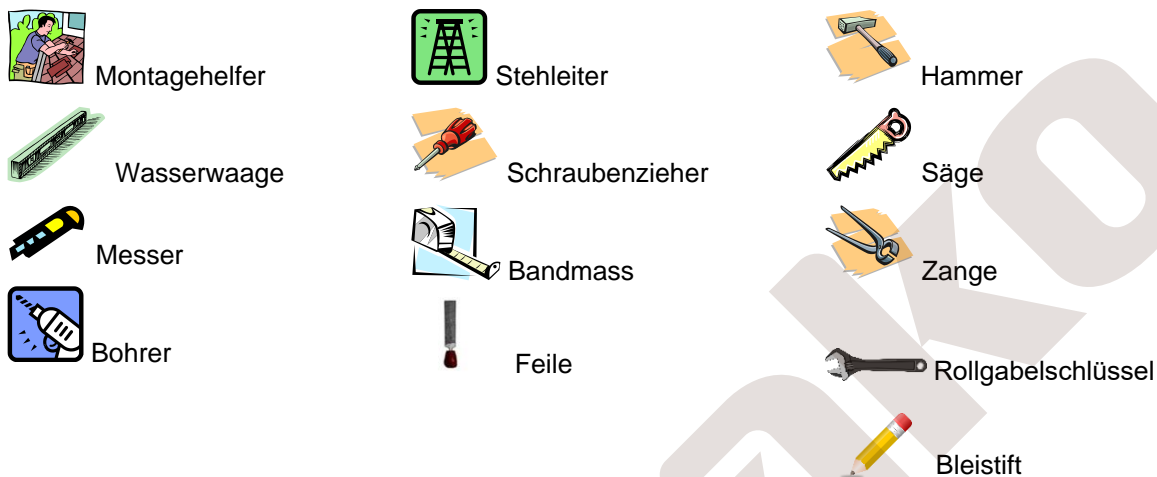 Montagehelfer
Stehleiter
Hammer
Wasserwaage
Schraubenzieher
Säge
Messer
Bandmass
Zange
Bohrer
Feile
Rollgabelschlüssel
Bleistift